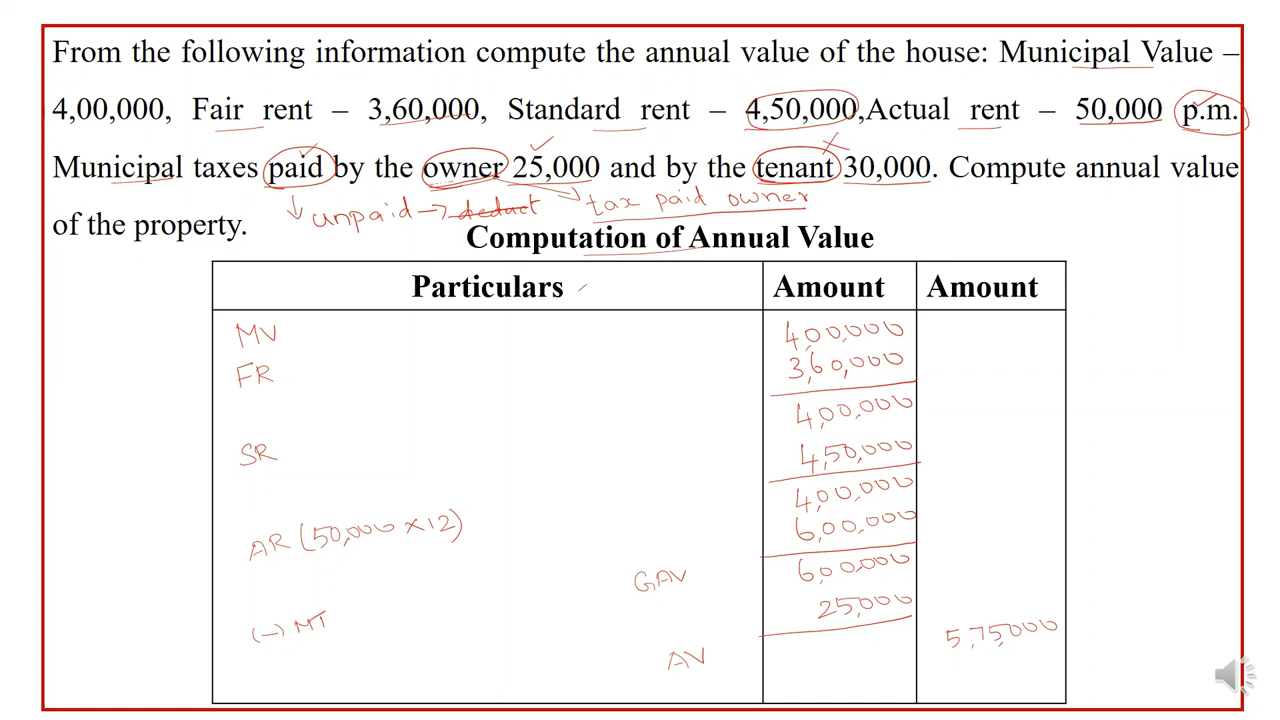 From the following information compute the annual value of the house: Municipal Value –
4,00,000, Fair rent – 3,60,000, Standard rent – 4,50,000,Actual rent – 50,000 p.m.
Municipal taxes paid by the owner 25,000 and by the tenant 30,000. Compute annual value
unpaid → deduct tax paid owner
of the property.
Computation of Annual Value
Particulars Amount Amount
MV 4,00,000
FR 3,60,000
4,00,000
SR 4,50,000
4,00,000
AR (50,000 × 12) 6,00,000
GAV 6,00,000
(-) MT 25,000
AV 5,75,000